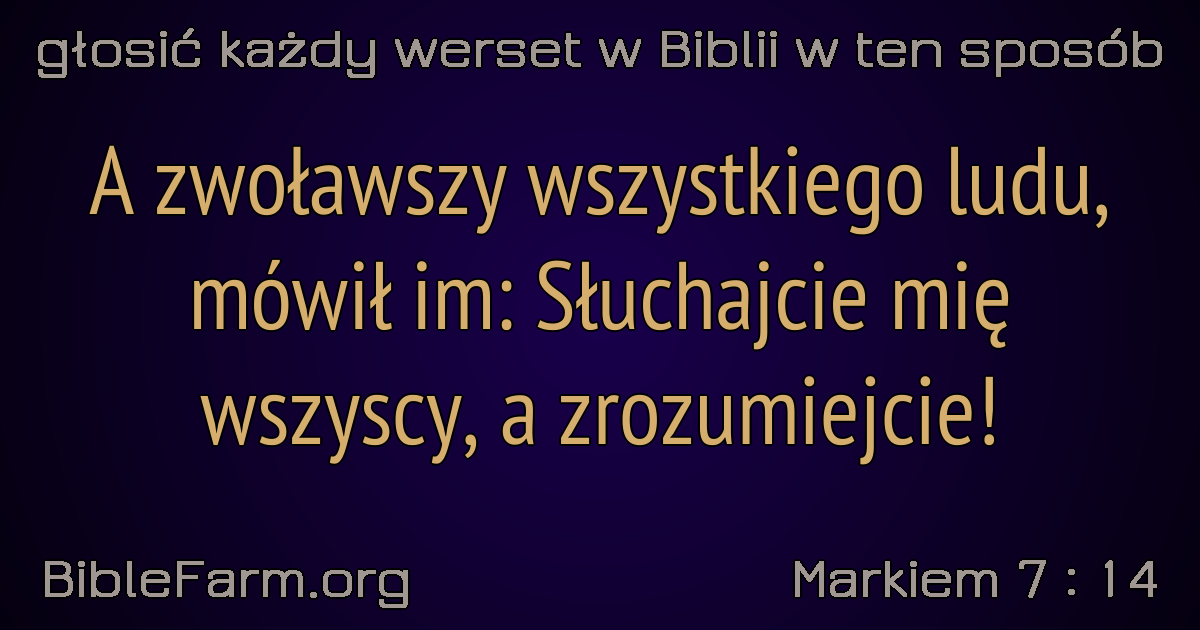 głosić każdy werset w Biblii w ten sposób
A zwoławszy wszystkiego ludu,
mówił im: Słuchajcie mię
wszyscy, a zrozumiejcie!
BibleFarm.org
Markiem 7 : 14